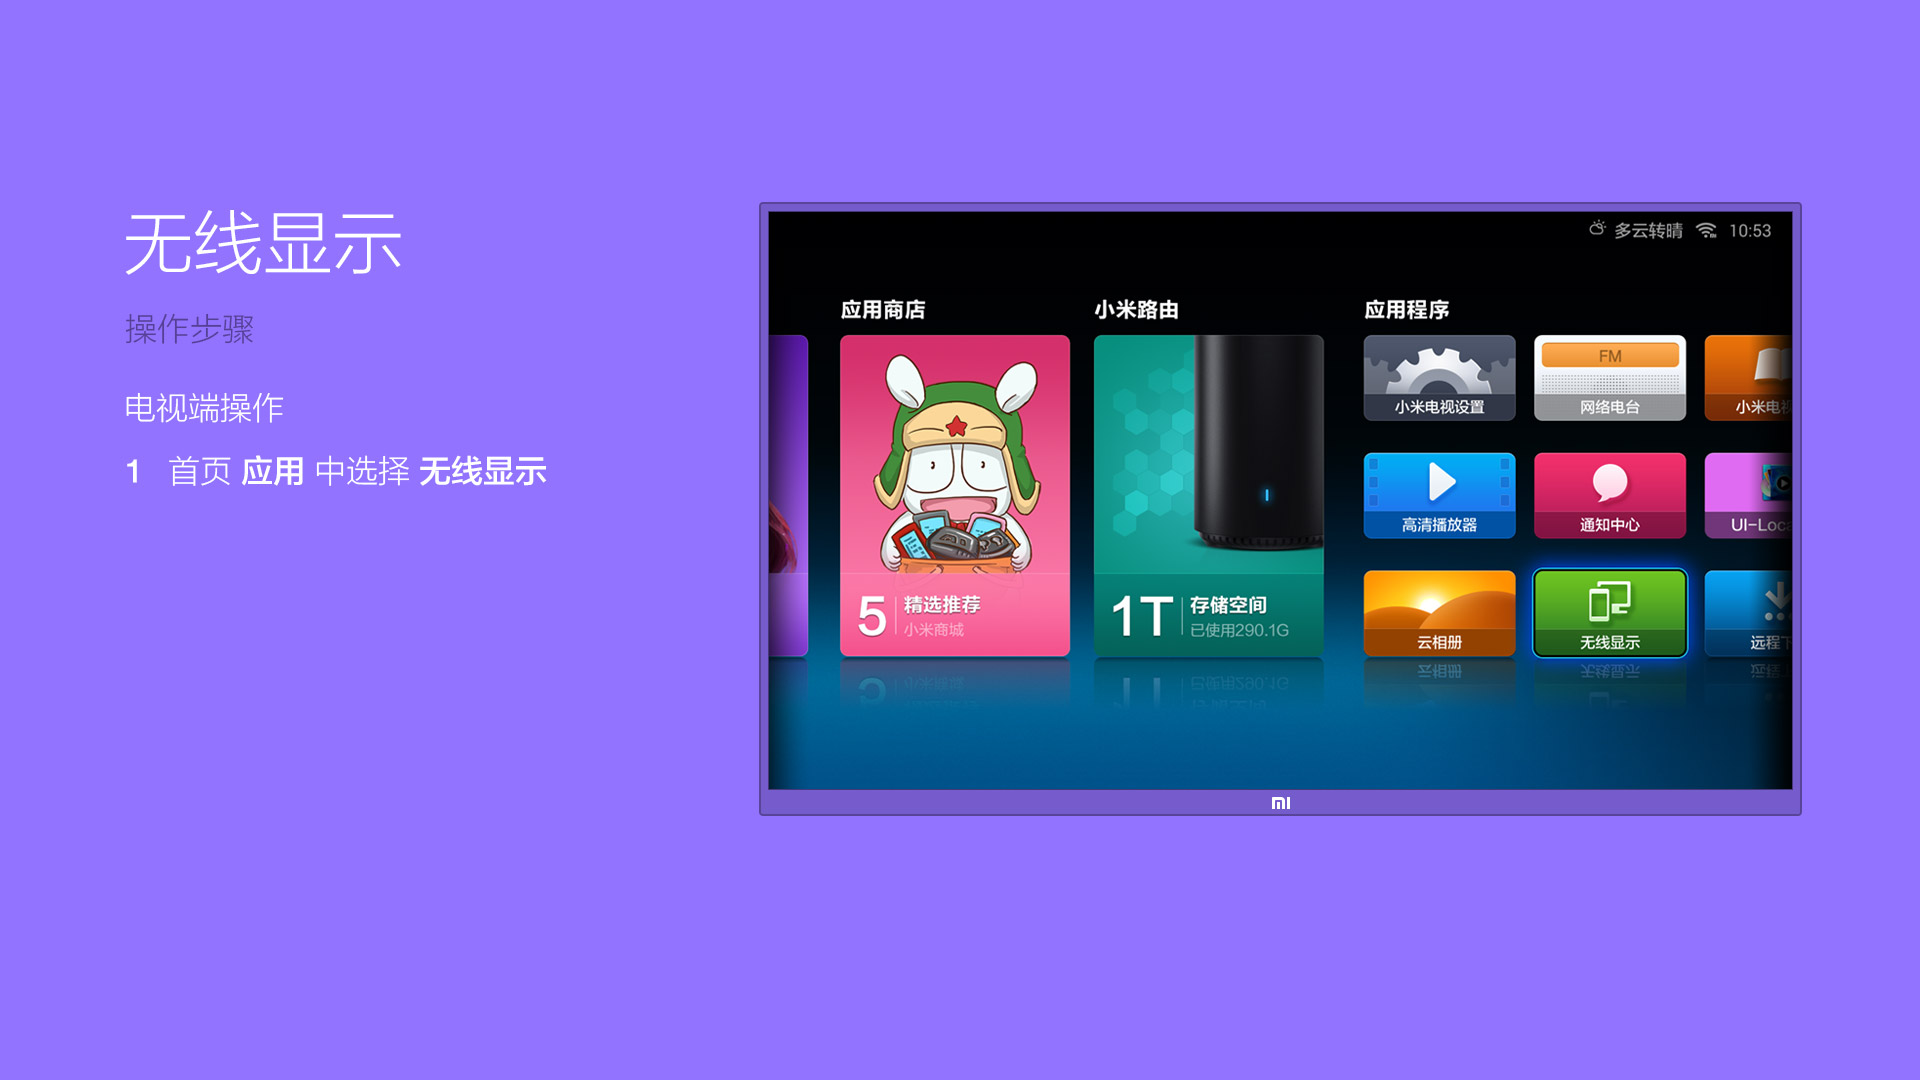 无线显示
操作步骤
电视端操作
1 首页 应用 中选择 无线显示
多云转晴 10:53
应用商店
小米路由
应用程序
小米电视设置
FM
网络电台
小米电视
高清播放器
通知中心
UI-Loca
5 精选推荐
小米商城
1T 存储空间
已使用290.1G
云相册
无线显示
远程下
MI